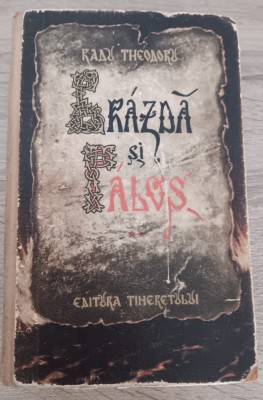 RADU THEODORU
BRAZDĂ
ȘI
PALOȘ
**
EDITURA TINERETULUI